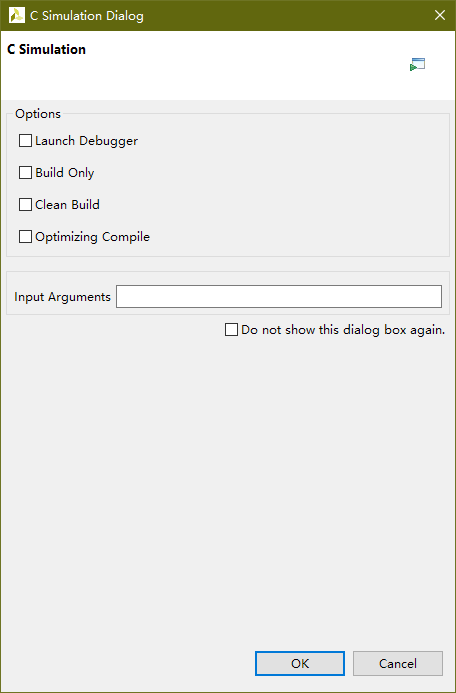 C Simulation Dialog
C Simulation
Options
Launch Debugger
Build Only
Clean Build
Optimizing Compile
Input Arguments
Do not show this dialog box again.
OK
Cancel